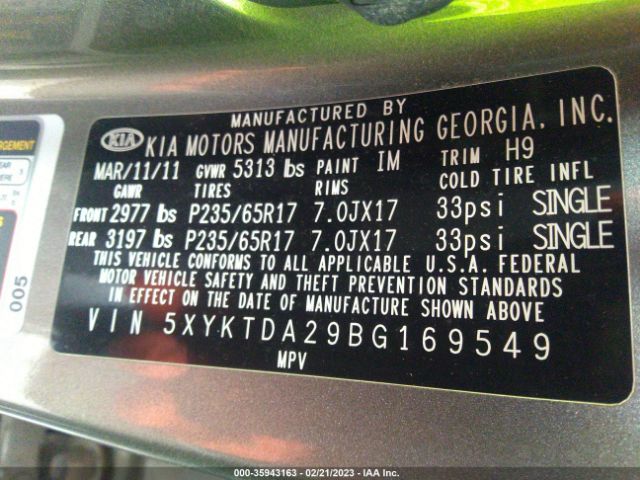 MANUFACTURED BY
KIA KIA MOTORS MANUFACTURING GEORGIA, INC.
MAR/11/11 GVWR 5313 lbs PAINT IM TRIM H9
GAWR TIRES RIMS COLD TIRE INFL
FRONT 2977 lbs P235/65R17 7.0JX17 33psi SINGLE
REAR 3197 lbs P235/65R17 7.0JX17 33psi SINGLE
THIS VEHICLE CONFORMS TO ALL APPLICABLE U.S.A. FEDERAL
MOTOR VEHICLE SAFETY AND THEFT PREVENTION STANDARDS
IN EFFECT ON THE DATE OF MANUFACTURE SHOWN ABOVE
VIN 5XYKTDA29BG169549
MPV
005
000-35943163 - 02/21/2023 - IAA Inc.